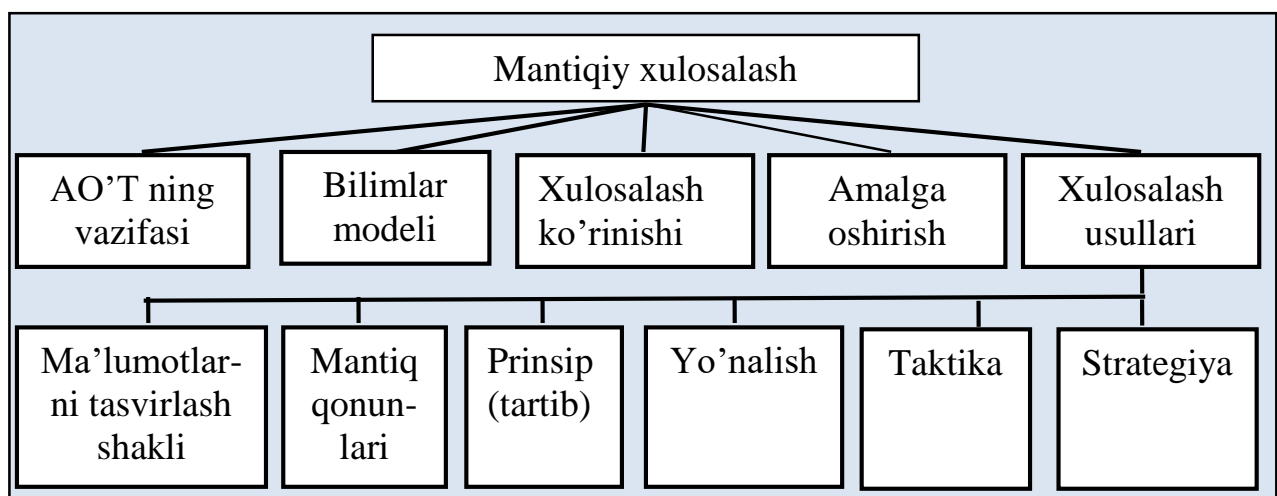 Mantiqiy xulosalash
AO’T ning
vazifasi
Bilimlar
modeli
Xulosalash
ko’rinishi
Amalga
oshirish
Xulosalash
usullari
Ma’lumotlar-
ni tasvirlash
shakli
Mantiq
qonun-
lari
Prinsip
(tartib)
Yo’nalish
Taktika
Strategiya